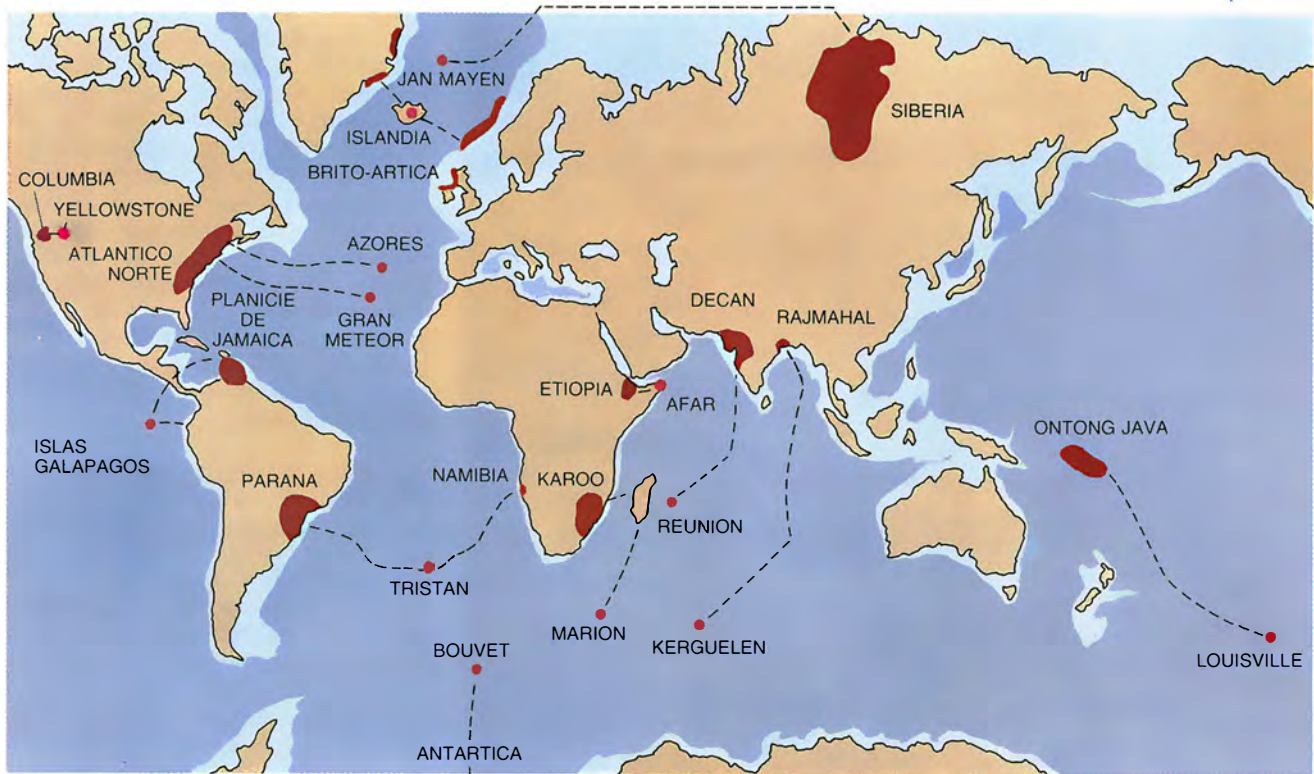 JAN MAYEN
SIBERIA
ISLANDIA
BRITO-ARTICA
COLUMBIA
YELLOWSTONE
ATLANTICO
NORTE
AZORES
PLANICIE
DE
JAMAICA
GRAN
METEOR
DECAN
RAJMAHAL
ETIOPIA
AFAR
ISLAS
GALAPAGOS
ONTONG JAVA
PARANA
NAMIBIA
KAROO
REUNION
TRISTAN
MARION
KERGUELEN
BOUVET
LOUISVILLE
ANTARTICA